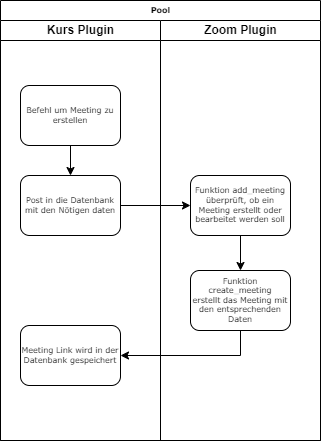 Pool
Kurs Plugin
Zoom Plugin
Befehl um Meeting zu
erstellen
Post in die Datenbank
mit den Nötigen daten
Funktion add_meeting
überprüft, ob ein
Meeting erstellt oder
bearbeitet werden soll
Funktion
create_meeting
erstellt das Meeting mit
den entsprechenden
Daten
Meeting Link wird in der
Datenbank gespeichert